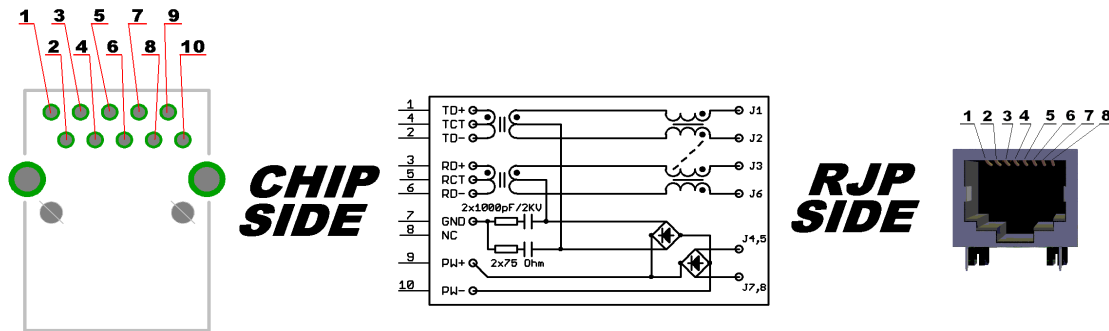 1 3 5 7 9
2 4 6 8 10
CHIP
SIDE
1 TD+
4 TCT
2 TD-
3 RD+
5 RCT
6 RD-
2x1000pF/2KV
7 GND
8 NC
2x75 Ohm
9 PW+
10 PW-
J1
J2
J3
J6
J4,5
J7,8
RJP
SIDE
1 2 3 4 5 6 7 8